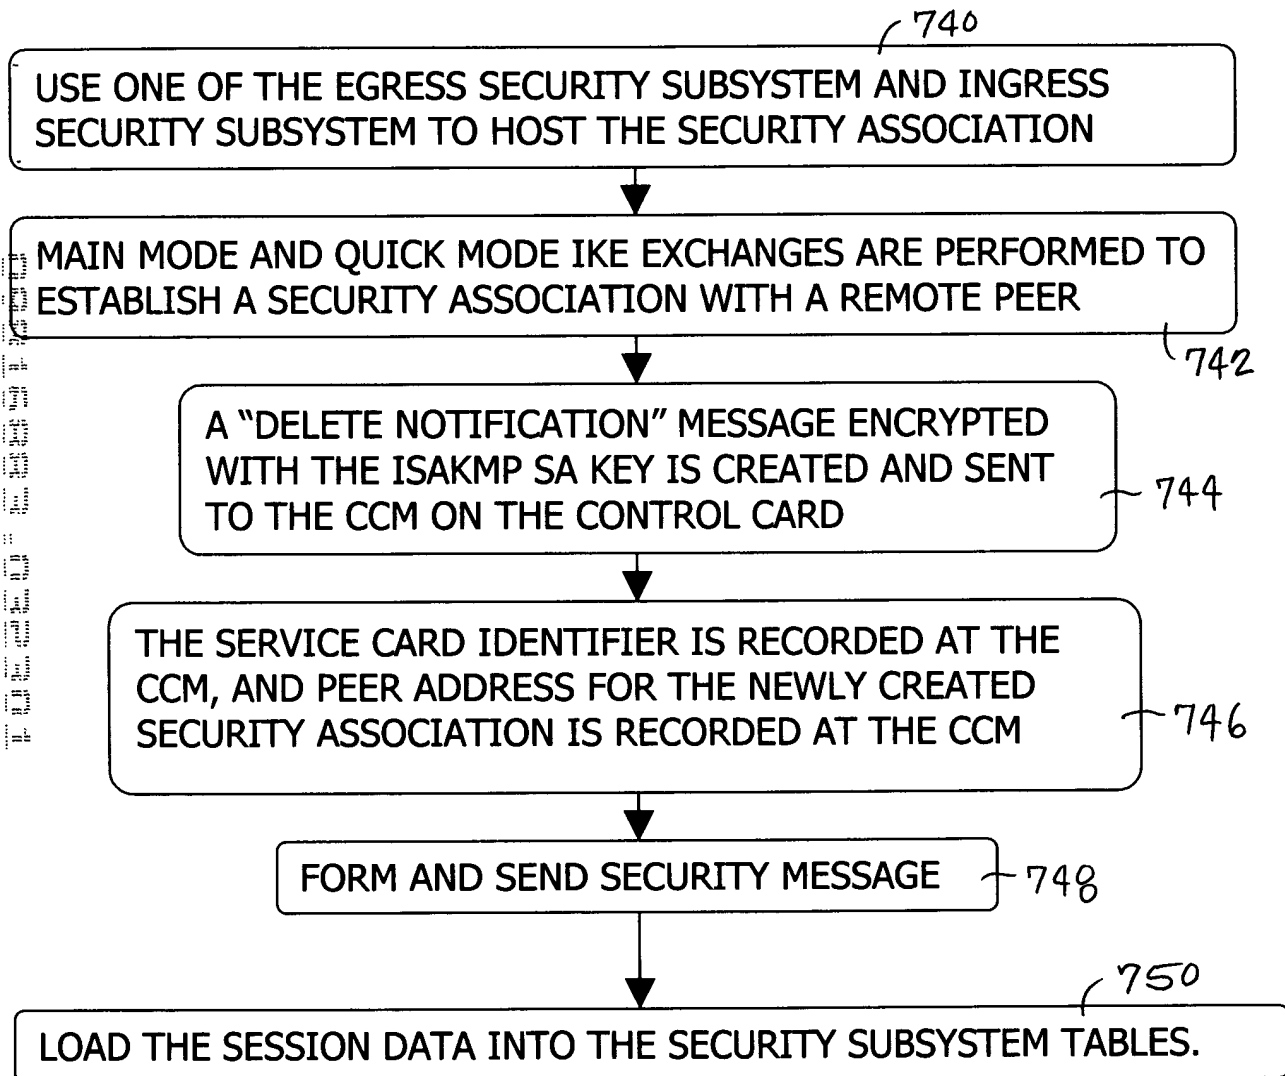 740
USE ONE OF THE EGRESS SECURITY SUBSYSTEM AND INGRESS
SECURITY SUBSYSTEM TO HOST THE SECURITY ASSOCIATION
MAIN MODE AND QUICK MODE IKE EXCHANGES ARE PERFORMED TO
ESTABLISH A SECURITY ASSOCIATION WITH A REMOTE PEER
742
A “DELETE NOTIFICATION” MESSAGE ENCRYPTED
WITH THE ISAKMP SA KEY IS CREATED AND SENT
TO THE CCM ON THE CONTROL CARD
744
THE SERVICE CARD IDENTIFIER IS RECORDED AT THE
CCM, AND PEER ADDRESS FOR THE NEWLY CREATED
SECURITY ASSOCIATION IS RECORDED AT THE CCM
746
FORM AND SEND SECURITY MESSAGE
748
750
LOAD THE SESSION DATA INTO THE SECURITY SUBSYSTEM TABLES.